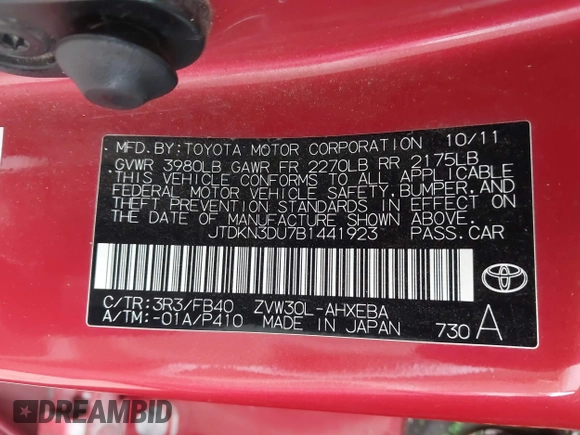 MFD.BY:TOYOTA MOTOR CORPORATION 10/11
GVWR 3980LB GAWR FR 2270LB RR 2175LB
THIS VEHICLE CONFORMS TO ALL APPLICABLE
FEDERAL MOTOR VEHICLE SAFETY,BUMPER,AND
THEFT PREVENTION STANDARDS IN EFFECT ON
THE DATE OF MANUFACTURE SHOWN ABOVE.
JTDKN3DU7B1441923 PASS.CAR
C/TR:3R3/FB40 ZVW30L-AHXEBA
A/TM:-01A/P410 MADE IN JAPAN 730 A
DREAMBID